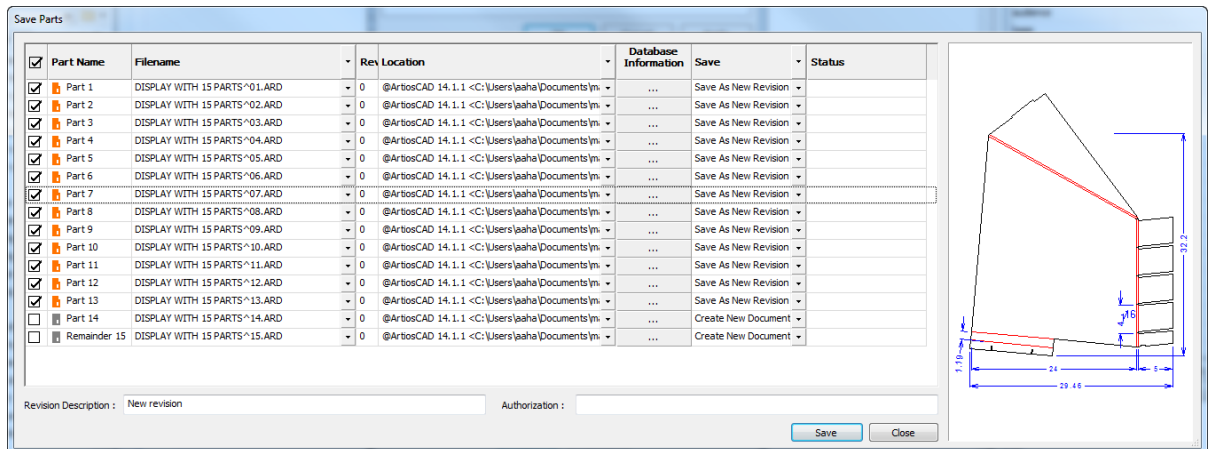 Save Parts
Part Name Filename Rev Location Database Information Save Status
Part 1 DISPLAY WITH 15 PARTS^01.ARD 0 @ArtiosCAD 14.1.1 <C:\Users\aaha\Documents\m ... Save As New Revision
Part 2 DISPLAY WITH 15 PARTS^02.ARD 0 @ArtiosCAD 14.1.1 <C:\Users\aaha\Documents\m ... Save As New Revision
Part 3 DISPLAY WITH 15 PARTS^03.ARD 0 @ArtiosCAD 14.1.1 <C:\Users\aaha\Documents\m ... Save As New Revision
Part 4 DISPLAY WITH 15 PARTS^04.ARD 0 @ArtiosCAD 14.1.1 <C:\Users\aaha\Documents\m ... Save As New Revision
Part 5 DISPLAY WITH 15 PARTS^05.ARD 0 @ArtiosCAD 14.1.1 <C:\Users\aaha\Documents\m ... Save As New Revision
Part 6 DISPLAY WITH 15 PARTS^06.ARD 0 @ArtiosCAD 14.1.1 <C:\Users\aaha\Documents\m ... Save As New Revision
Part 7 DISPLAY WITH 15 PARTS^07.ARD 0 @ArtiosCAD 14.1.1 <C:\Users\aaha\Documents\m ... Save As New Revision
Part 8 DISPLAY WITH 15 PARTS^08.ARD 0 @ArtiosCAD 14.1.1 <C:\Users\aaha\Documents\m ... Save As New Revision
Part 9 DISPLAY WITH 15 PARTS^09.ARD 0 @ArtiosCAD 14.1.1 <C:\Users\aaha\Documents\m ... Save As New Revision
Part 10 DISPLAY WITH 15 PARTS^10.ARD 0 @ArtiosCAD 14.1.1 <C:\Users\aaha\Documents\m ... Save As New Revision
Part 11 DISPLAY WITH 15 PARTS^11.ARD 0 @ArtiosCAD 14.1.1 <C:\Users\aaha\Documents\m ... Save As New Revision
Part 12 DISPLAY WITH 15 PARTS^12.ARD 0 @ArtiosCAD 14.1.1 <C:\Users\aaha\Documents\m ... Save As New Revision
Part 13 DISPLAY WITH 15 PARTS^13.ARD 0 @ArtiosCAD 14.1.1 <C:\Users\aaha\Documents\m ... Save As New Revision
Part 14 DISPLAY WITH 15 PARTS^14.ARD 0 @ArtiosCAD 14.1.1 <C:\Users\aaha\Documents\m ... Create New Document
Remainder 15 DISPLAY WITH 15 PARTS^15.ARD 0 @ArtiosCAD 14.1.1 <C:\Users\aaha\Documents\m ... Create New Document
Revision Description : New revision Authorization :
Save Close
32.2
4.16
1.19
24 5
29.46